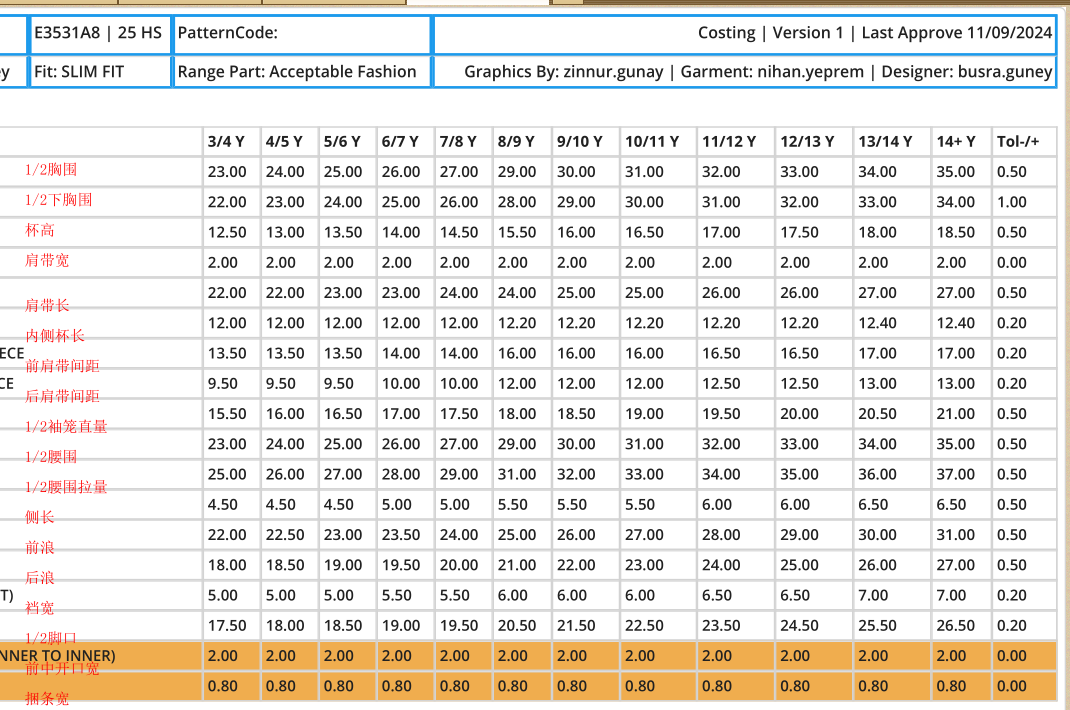 E3531A8 | 25 HS PatternCode: Costing | Version 1 | Last Approve 11/09/2024
ey Fit: SLIM FIT Range Part: Acceptable Fashion Graphics By: zinnur.gunay | Garment: nihan.yeprem | Designer: busra.guney
3/4 Y 4/5 Y 5/6 Y 6/7 Y 7/8 Y 8/9 Y 9/10 Y 10/11 Y 11/12 Y 12/13 Y 13/14 Y 14+ Y Tol-/+
1/2胸围 23.00 24.00 25.00 26.00 27.00 29.00 30.00 31.00 32.00 33.00 34.00 35.00 0.50
1/2下胸围 22.00 23.00 24.00 25.00 26.00 28.00 29.00 30.00 31.00 32.00 33.00 34.00 1.00
杯高 12.50 13.00 13.50 14.00 14.50 15.50 16.00 16.50 17.00 17.50 18.00 18.50 0.50
肩带宽 2.00 2.00 2.00 2.00 2.00 2.00 2.00 2.00 2.00 2.00 2.00 2.00 0.00
肩带长 22.00 22.00 23.00 23.00 24.00 24.00 25.00 25.00 26.00 26.00 27.00 27.00 0.50
内侧杯长 12.00 12.00 12.00 12.00 12.00 12.20 12.20 12.20 12.20 12.20 12.40 12.40 0.20
ECE 前肩带间距 13.50 13.50 13.50 14.00 14.00 16.00 16.00 16.00 16.50 16.50 17.00 17.00 0.20
CE 后肩带间距 9.50 9.50 9.50 10.00 10.00 12.00 12.00 12.00 12.50 12.50 13.00 13.00 0.20
1/2袖笼直量 15.50 16.00 16.50 17.00 17.50 18.00 18.50 19.00 19.50 20.00 20.50 21.00 0.50
1/2腰围 23.00 24.00 25.00 26.00 27.00 29.00 30.00 31.00 32.00 33.00 34.00 35.00 0.50
1/2腰围拉量 25.00 26.00 27.00 28.00 29.00 31.00 32.00 33.00 34.00 35.00 36.00 37.00 0.50
侧长 4.50 4.50 4.50 5.00 5.00 5.50 5.50 5.50 6.00 6.00 6.50 6.50 0.50
前浪 22.00 22.50 23.00 23.50 24.00 25.00 26.00 27.00 28.00 29.00 30.00 31.00 0.50
后浪 18.00 18.50 19.00 19.50 20.00 21.00 22.00 23.00 24.00 25.00 26.00 27.00 0.50
T) 裆宽 5.00 5.00 5.00 5.50 5.50 6.00 6.00 6.00 6.50 6.50 7.00 7.00 0.20
1/2脚口 17.50 18.00 18.50 19.00 19.50 20.50 21.50 22.50 23.50 24.50 25.50 26.50 0.20
NNER TO INNER) 前中开口宽 2.00 2.00 2.00 2.00 2.00 2.00 2.00 2.00 2.00 2.00 2.00 2.00 0.00
捆条宽 0.80 0.80 0.80 0.80 0.80 0.80 0.80 0.80 0.80 0.80 0.80 0.80 0.00